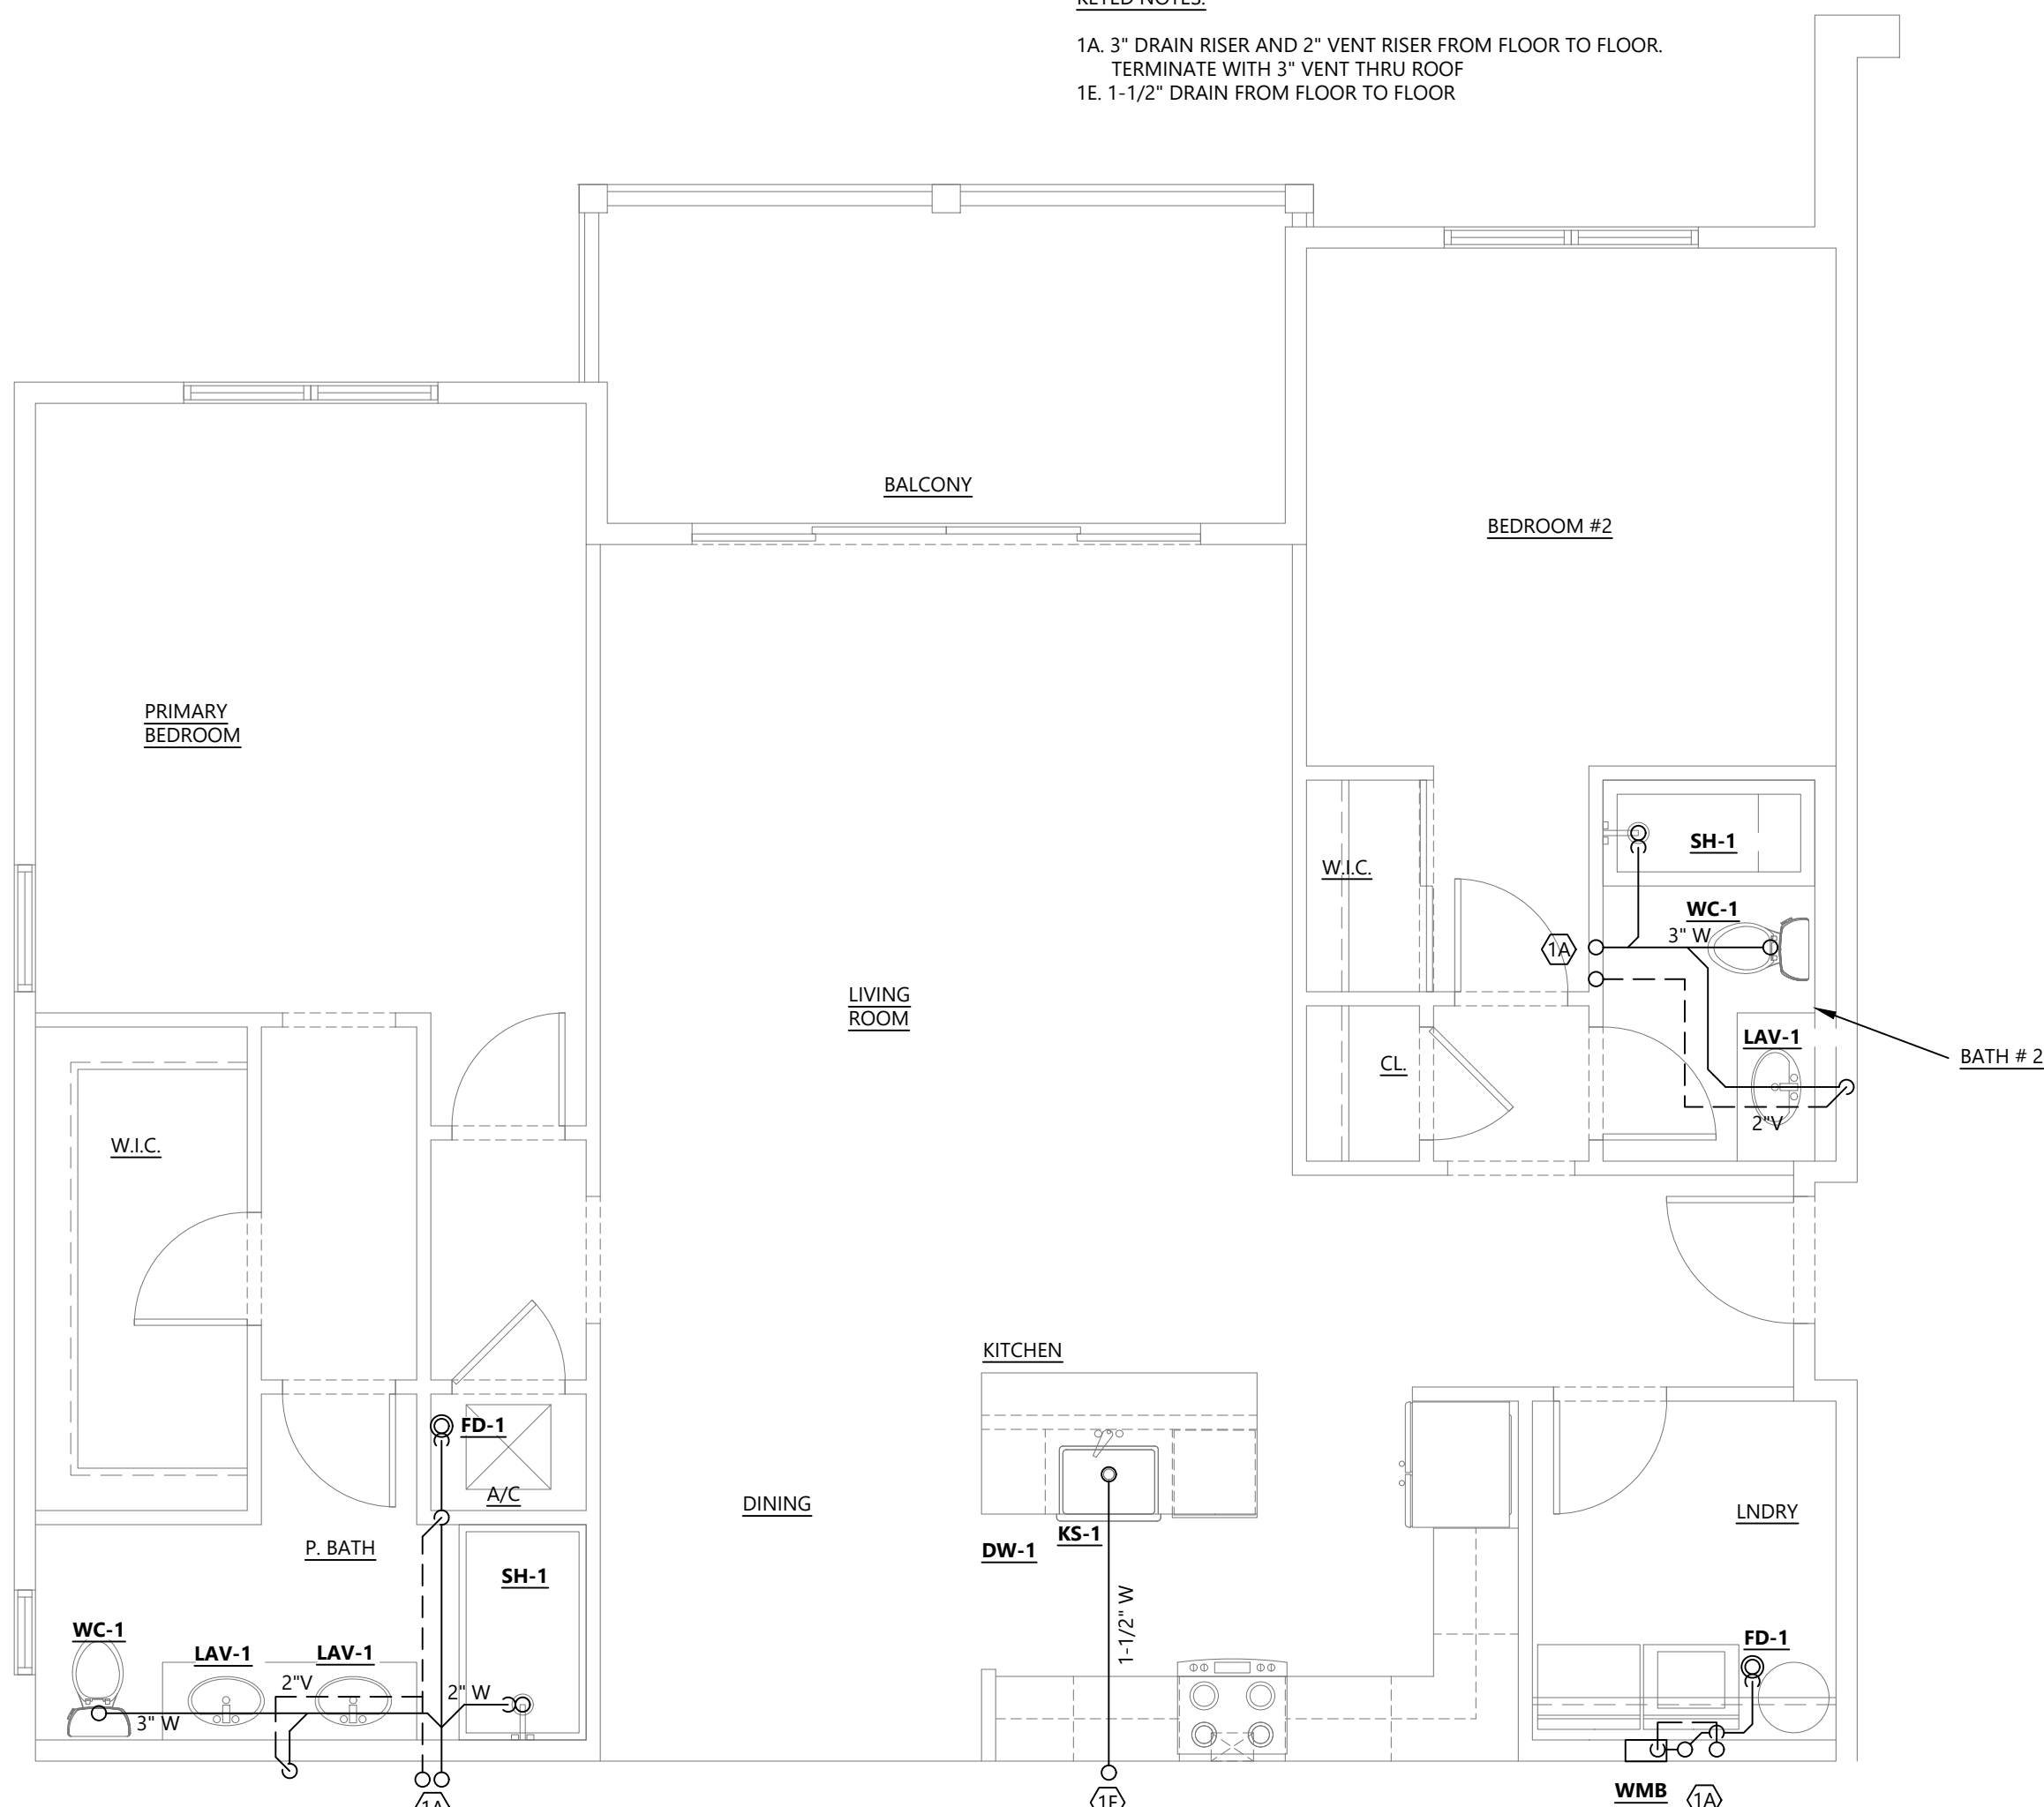 KEYED NOTES:
1A. 3" DRAIN RISER AND 2" VENT RISER FROM FLOOR TO FLOOR.
TERMINATE WITH 3" VENT THRU ROOF
1E. 1-1/2" DRAIN FROM FLOOR TO FLOOR
BALCONY
BEDROOM #2
PRIMARY
BEDROOM
SH-1
W.I.C.
WC-1
3" W
1A
LIVING
ROOM
LAV-1
BATH # 2
CL.
2"V
W.I.C.
KITCHEN
FD-1
A/C
DINING
LNDRY
P. BATH
KS-1
DW-1
SH-1
1-1/2" W
WC-1
LAV-1
LAV-1
FD-1
2"V
2" W
3" W
WMB
1A
1A
1E